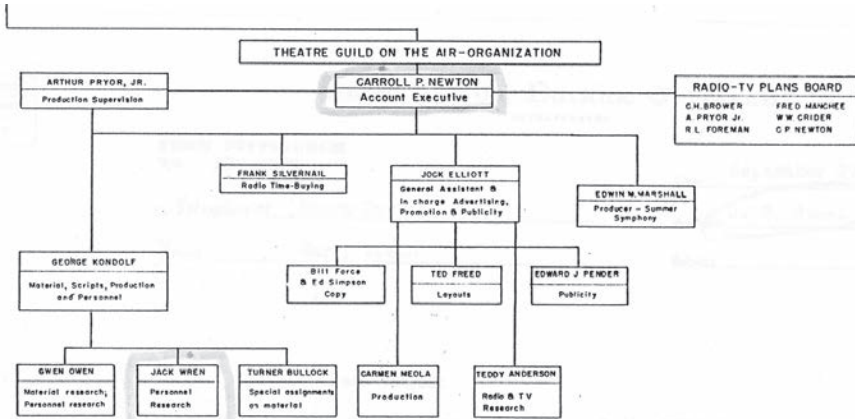 THEATRE GUILD ON THE AIR-ORGANIZATION
ARTHUR PRYOR, JR.
Production Supervision
CARROLL P. NEWTON
Account Executive
RADIO-TV PLANS BOARD
C.H. BROWER FRED MANCHEE
A. PRYOR Jr. W.W. CRIDER
R.L. FOREMAN C.P. NEWTON
FRANK SILVERNAIL
Radio Time-Buying
JOCK ELLIOTT
General Assistant &
in charge Advertising,
Promotion & Publicity
EDWIN M. MARSHALL
Producer - Summer
Symphony
GEORGE KONDOLF
Material, Scripts, Production
and Personnel
Bill Force
& Ed Simpson
Copy
TED FREED
Layouts
EDWARD J PENDER
Publicity
GWEN OWEN
Material research;
Personnel research
JACK WREN
Personnel
Research
TURNER BULLOCK
Special assignments
on material
CARMEN MEOLA
Production
TEDDY ANDERSON
Radio & TV
Research